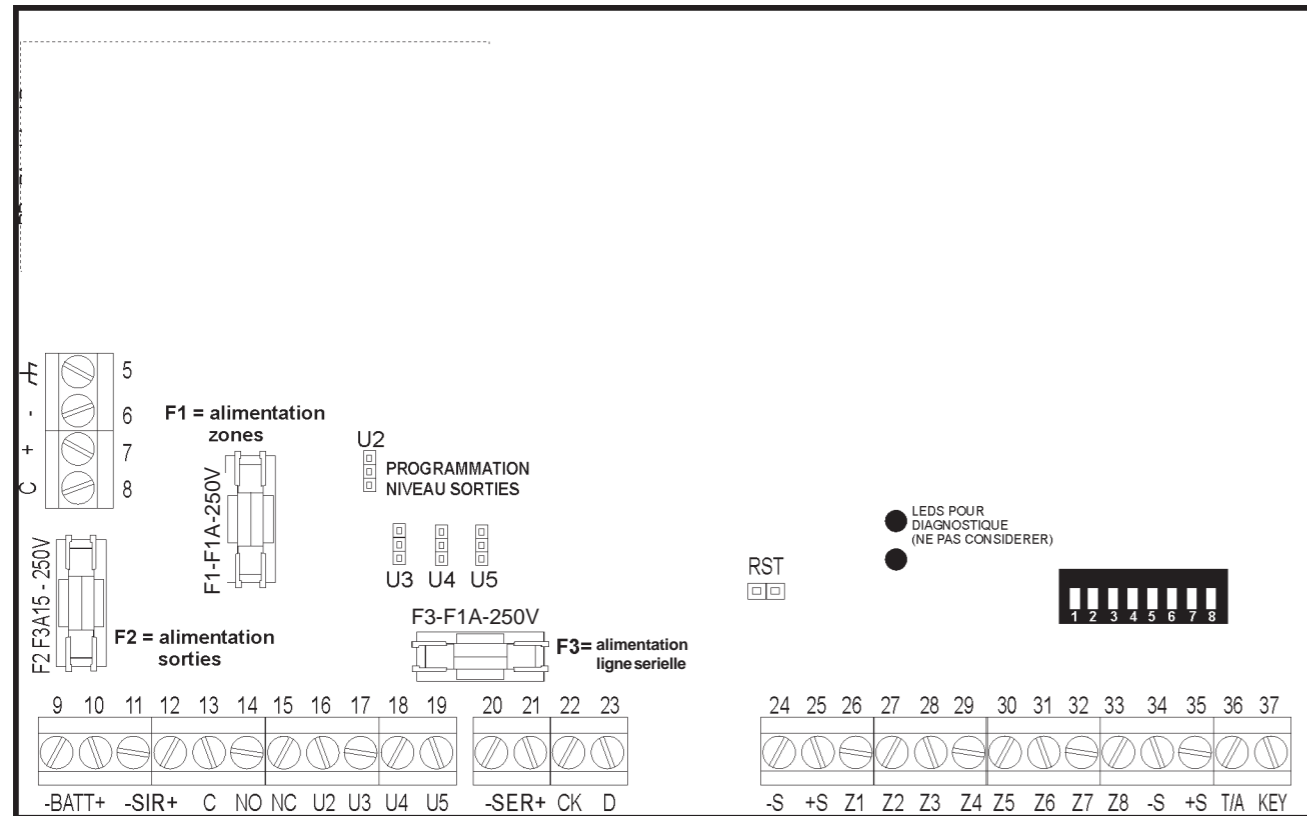 5
- 6
F1 = alimentation
zones
+ 7
C 8
U2
PROGRAMMATION
NIVEAU SORTIES
F1-F1A-250V
LEDS POUR
DIAGNOSTIQUE
(NE PAS CONSIDERER)
U3 U4 U5
RST
F2 F3A15 - 250V
1 2 3 4 5 6 7 8
F3-F1A-250V
F2 = alimentation
sorties
F3= alimentation
ligne serielle
9 10 11 12 13 14 15 16 17 18 19 20 21 22 23 24 25 26 27 28 29 30 31 32 33 34 35 36 37
-BATT+ -SIR+ C NO NC U2 U3 U4 U5 -SER+ CK D -S +S Z1 Z2 Z3 Z4 Z5 Z6 Z7 Z8 -S +S T/A KEY